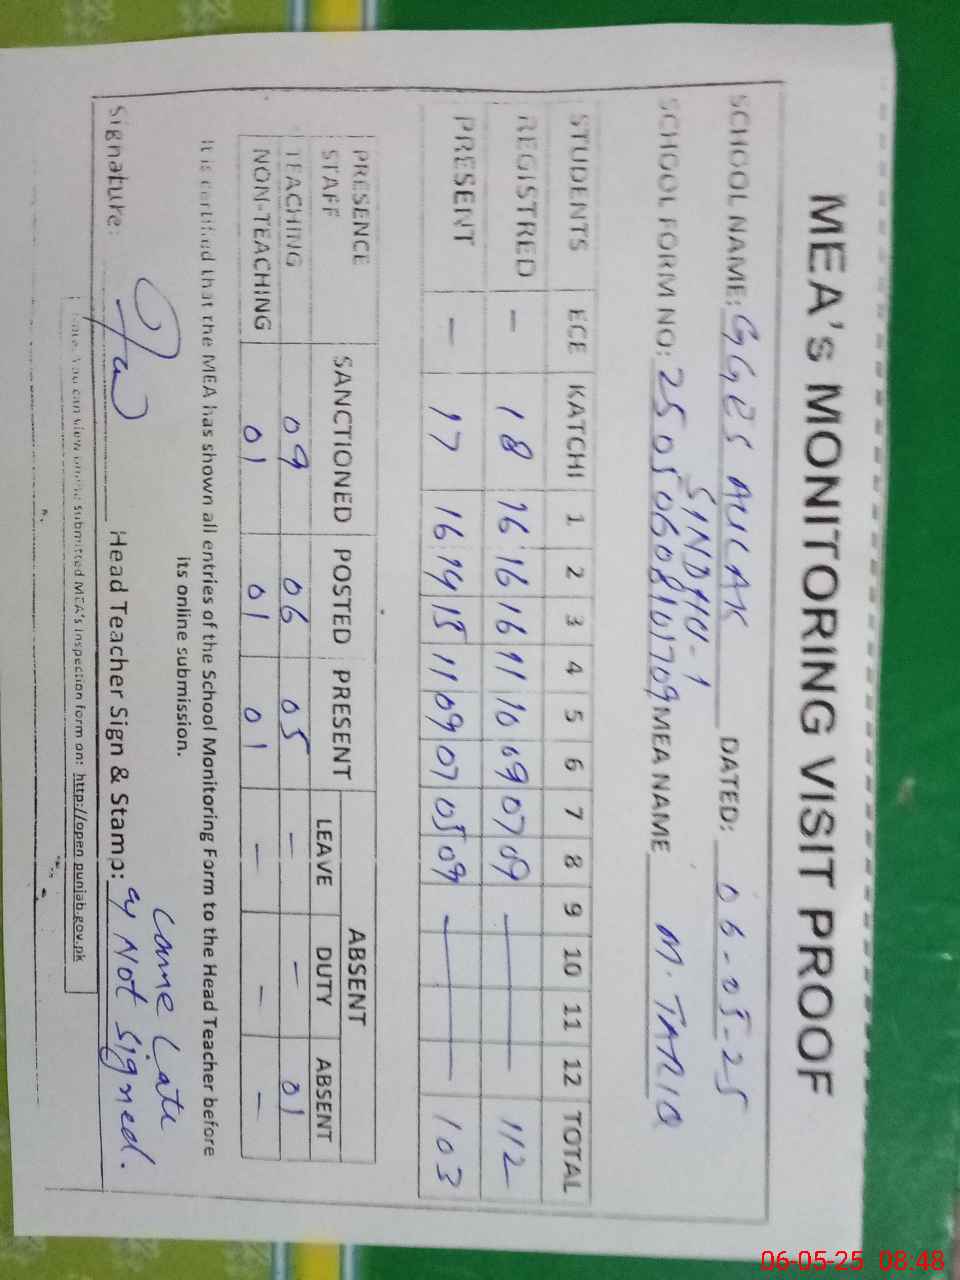 MEA's MONITORING VISIT PROOF
SCHOOL NAME: GGES AULAK SINDHU-1 DATED: 06-05-25
SCHOOL FORM NO: 25050608101709 MEA NAME M. TARIQ
STUDENTS ECE KATCHI 1 2 3 4 5 6 7 8 9 10 11 12 TOTAL
REGISTRED – 18 16 16 16 11 10 09 07 09 — 112
PRESENT – 17 16 14 15 11 09 07 05 09 — 103
PRESENCE STAFF SANCTIONED POSTED PRESENT ABSENT
LEAVE DUTY ABSENT
TEACHING 09 06 05 – – 01
NON-TEACHING 01 01 01 – – –
It is certified that the MEA has shown all entries of the School Monitoring Form to the Head Teacher before
its online submission.
Signature: Head Teacher Sign & Stamp: Came Late
Not Signed.
Note: You can view online submitted MEA's inspection form on: http://open.punjab.gov.pk
06-05-25 08:48